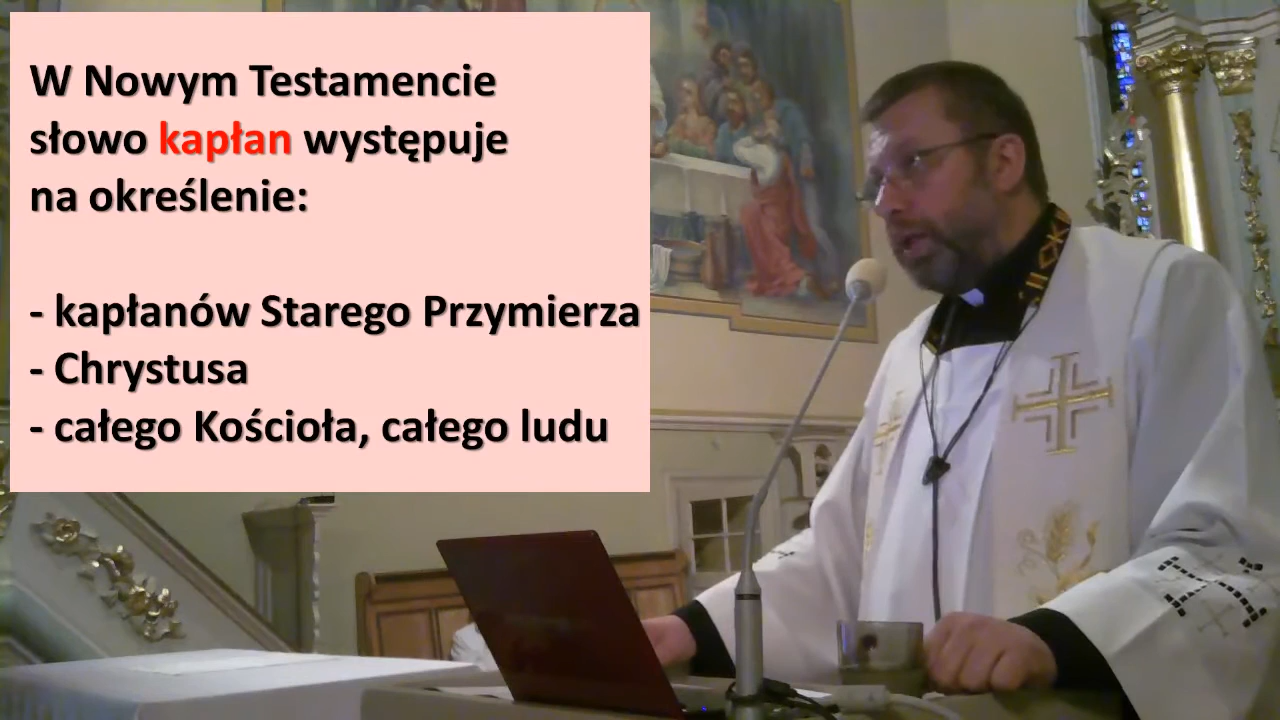 W Nowym Testamencie
słowo kapłan występuje
na określenie:
- kapłanów Starego Przymierza
- Chrystusa
- całego Kościoła, całego ludu